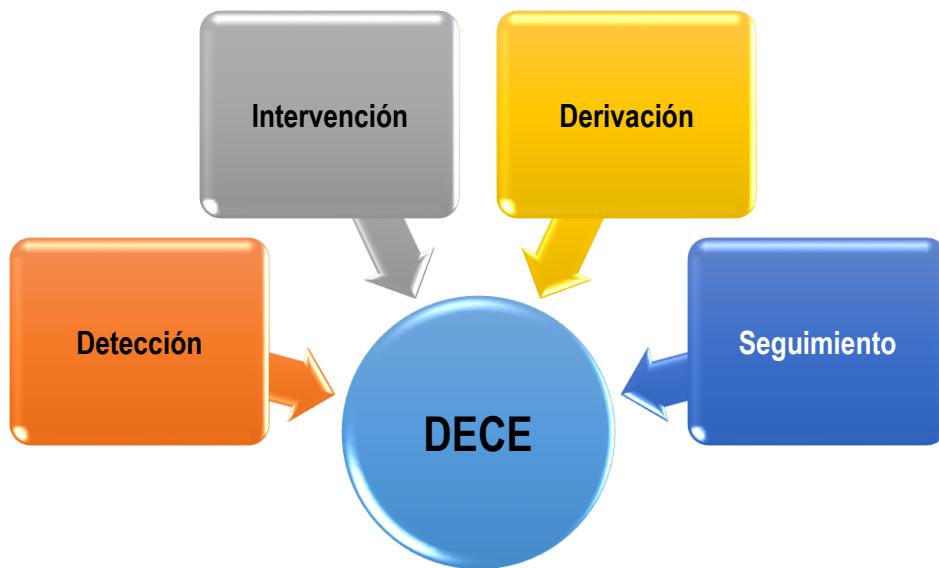 Intervención
Derivación
Detección
Seguimiento
DECE